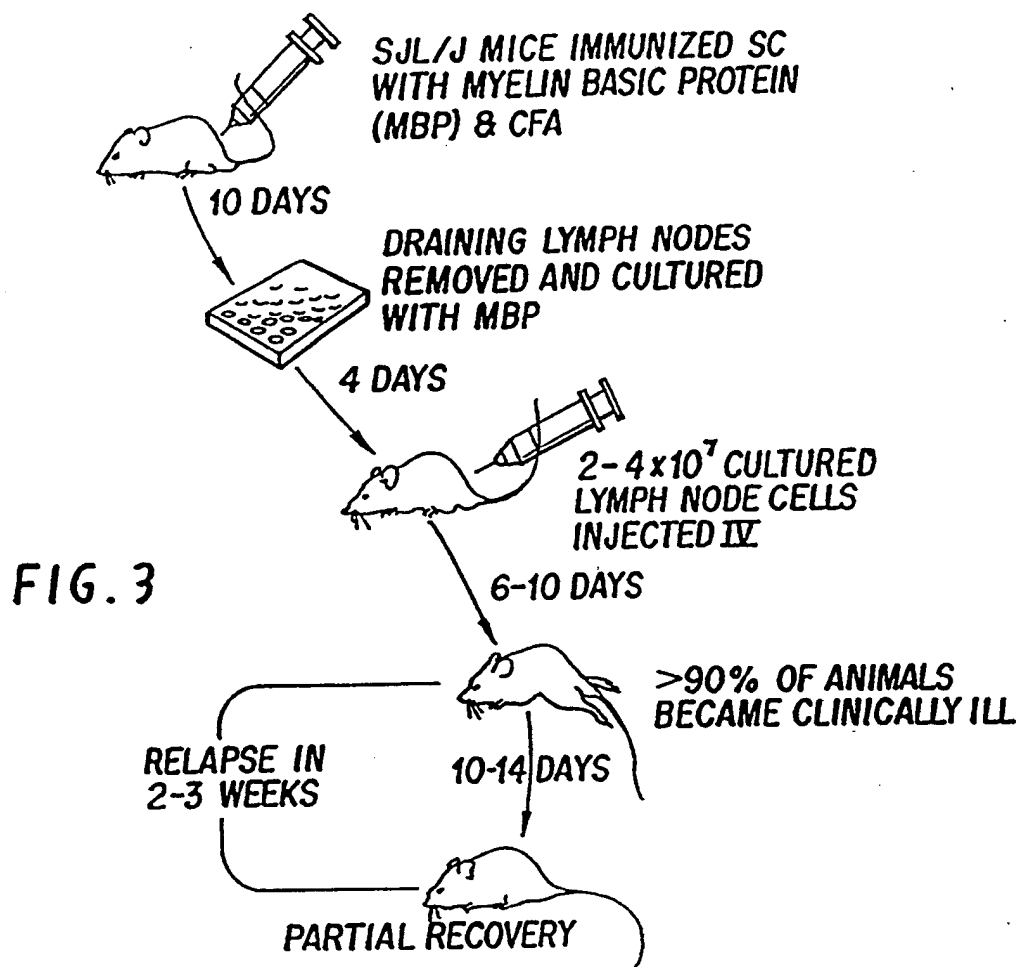 SJL/J MICE IMMUNIZED SC
WITH MYELIN BASIC PROTEIN
(MBP) & CFA
10 DAYS
DRAINING LYMPH NODES
REMOVED AND CULTURED
WITH MBP
4 DAYS
2-4x10⁷ CULTURED
LYMPH NODE CELLS
INJECTED IV
6-10 DAYS
FIG. 3
>90% OF ANIMALS
BECAME CLINICALLY ILL
RELAPSE IN
2-3 WEEKS
10-14 DAYS
PARTIAL RECOVERY